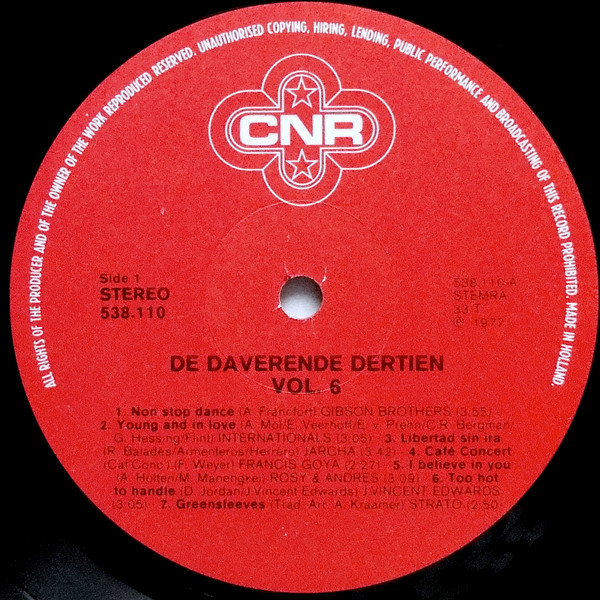 ALL RIGHTS OF THE PRODUCER AND OF THE OWNER OF THE WORK REPRODUCED RESERVED. UNAUTHORISED COPYING, HIRING, LENDING, PUBLIC PERFORMANCE AND BROADCASTING OF THIS RECORD PROHIBITED. MADE IN HOLLAND.
CNR
Side 1
STEREO
538.110
538.110 A
STEMRA
33 T
℗ 1977
DE DAVERENDE DERTIEN
VOL. 6
1. Non stop dance (A. Francfort) GIBSON BROTHERS (3.55)
2. Young and in love (A. Mol/E. Veerhoff/E. v. Prehn/C.R. Bergman/
G. Hessing/Flint) INTERNATIONALS (3.05) 3. Libertad sin ira
(R. Balades/Armenteros/Herrero) JARCHA (3.42) 4. Café Concert
(Caf'Conc') (F. Weyer) FRANCIS GOYA (2.27) 5. I believe in you
(A. Holten/M. Manengkei) ROSY & ANDRES (3.09) 6. Too hot
to handle (D. Jordan/J.Vincent Edwards) J.VINCENT EDWARDS
(3.05) 7. Greensleeves (Trad. Arr. A. Kraamer) STRATO (2.50)